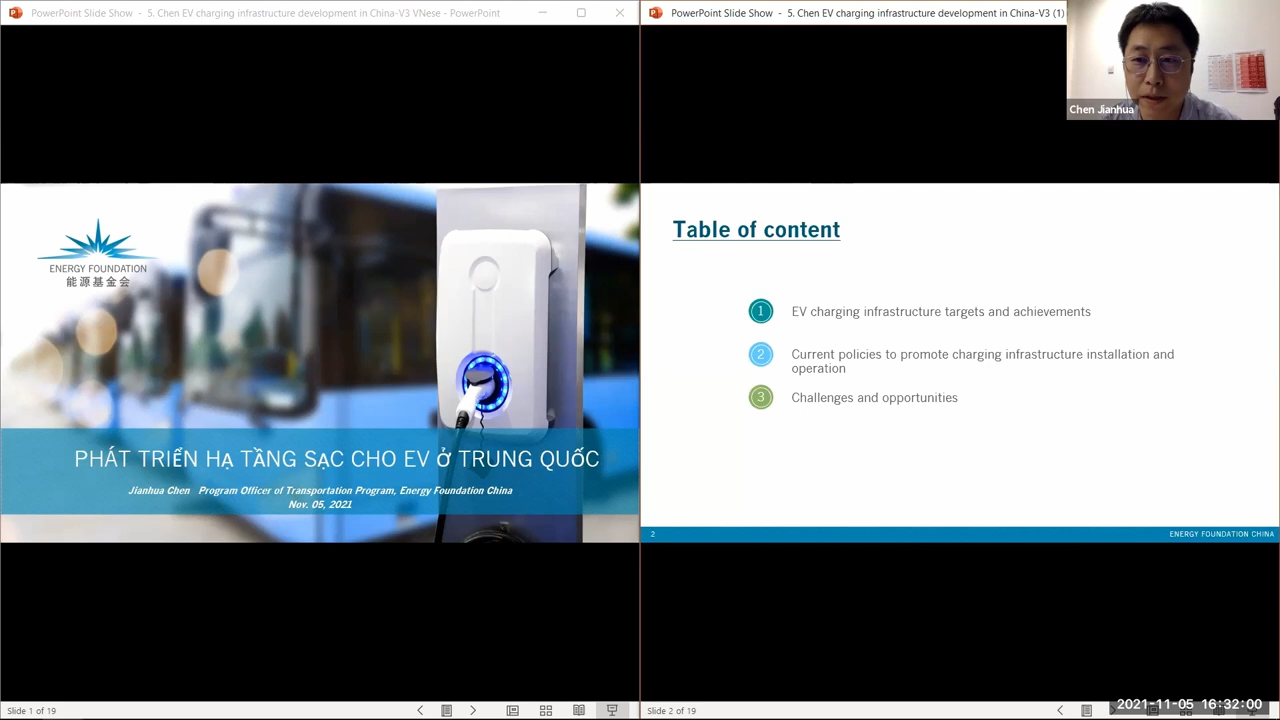 PowerPoint Slide Show - 5. Chen EV charging infrastructure development in China-V3 VNese - PowerPoint
PowerPoint Slide Show - 5. Chen EV charging infrastructure development in China-V3 (1)
Chen Jianhua
ENERGY FOUNDATION
能源基金会
PHÁT TRIỂN HẠ TẦNG SẠC CHO EV Ở TRUNG QUỐC
Jianhua Chen Program Officer of Transportation Program, Energy Foundation China
Nov. 05, 2021
Table of content
1 EV charging infrastructure targets and achievements
2 Current policies to promote charging infrastructure installation and
operation
3 Challenges and opportunities
2 ENERGY FOUNDATION CHINA
Slide 1 of 19
Slide 2 of 19
2021-11-05 16:32:00